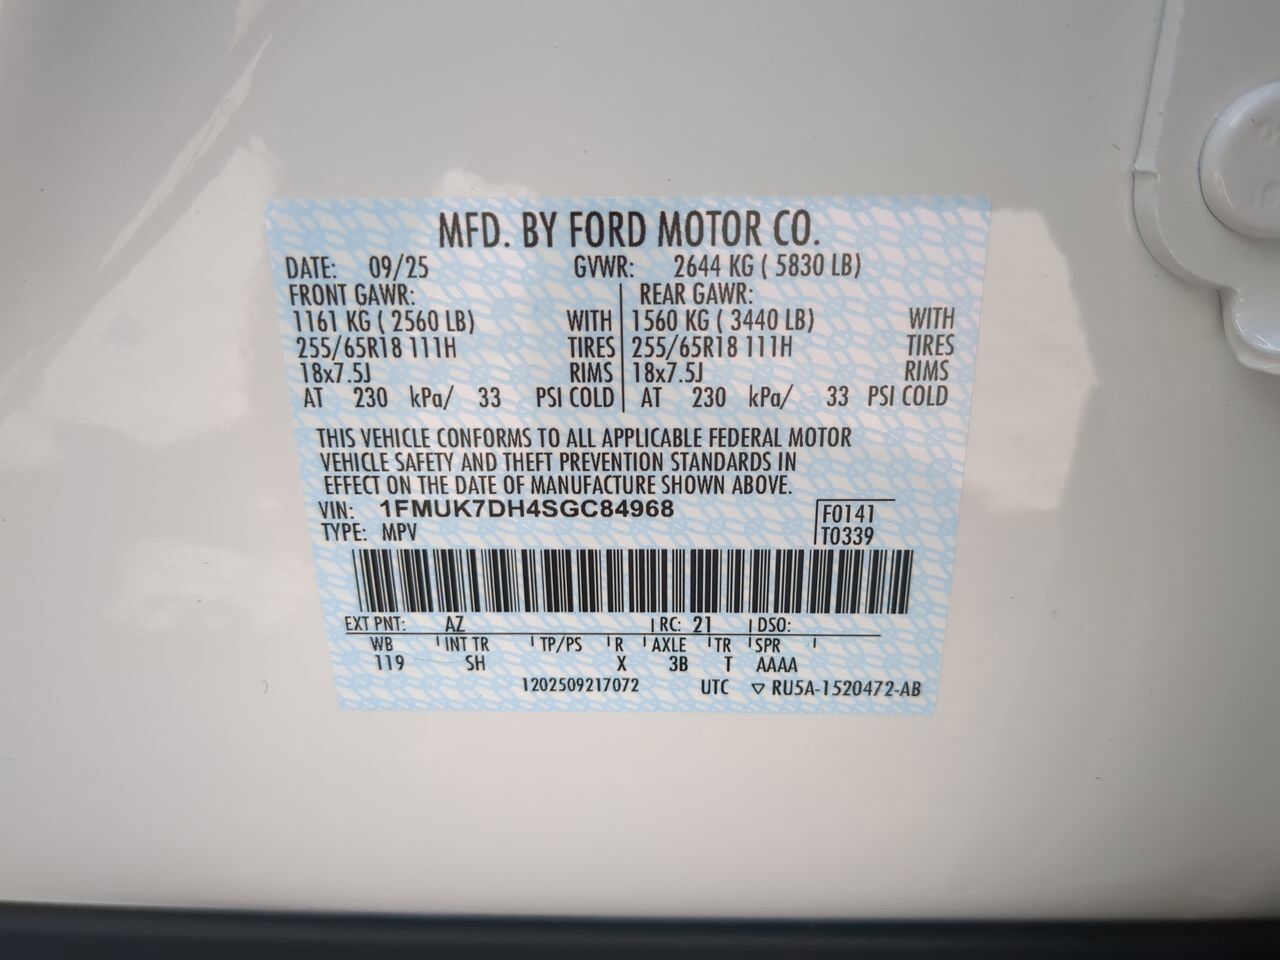 MFD. BY FORD MOTOR CO.
DATE: 09/25 GVWR: 2644 KG ( 5830 LB)
FRONT GAWR: REAR GAWR:
1161 KG ( 2560 LB) WITH 1560 KG ( 3440 LB) WITH
255/65R18 111H TIRES 255/65R18 111H TIRES
18x7.5J RIMS 18x7.5J RIMS
AT 230 kPa/ 33 PSI COLD AT 230 kPa/ 33 PSI COLD
THIS VEHICLE CONFORMS TO ALL APPLICABLE FEDERAL MOTOR
VEHICLE SAFETY AND THEFT PREVENTION STANDARDS IN
EFFECT ON THE DATE OF MANUFACTURE SHOWN ABOVE.
VIN: 1FMUK7DH4SGC84968 F0141
TYPE: MPV T0339
EXT PNT: AZ RC: 21 DSO:
WB INT TR TP/PS R AXLE TR SPR
119 SH X 3B T AAAA
1202509217072 UTC ▽ RU5A-1520472-AB